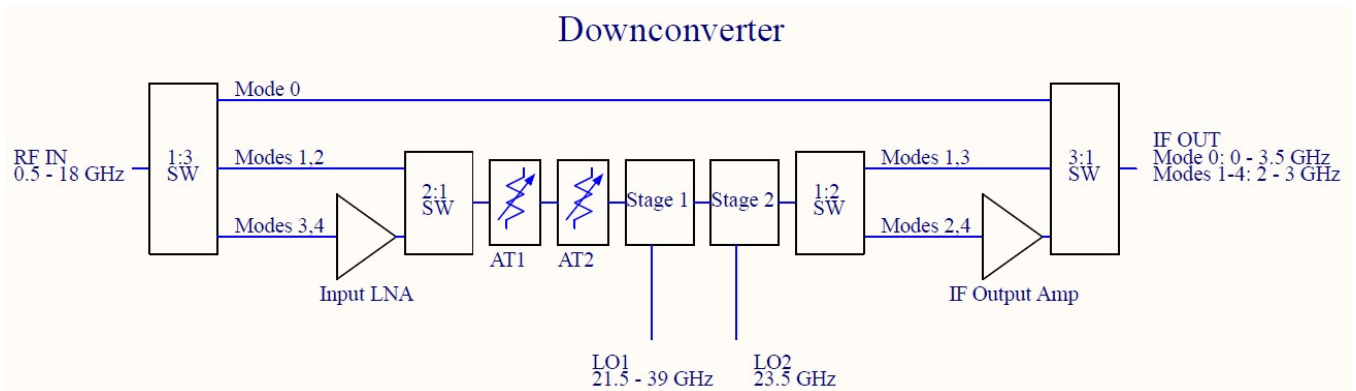 Downconverter
Mode 0
RF IN
0.5 - 18 GHz
1:3
SW
Modes 1,2
Modes 3,4
Input LNA
2:1
SW
AT1
AT2
Stage 1
Stage 2
LO1
21.5 - 39 GHz
LO2
23.5 GHz
1:2
SW
Modes 1,3
Modes 2,4
IF Output Amp
3:1
SW
IF OUT
Mode 0: 0 - 3.5 GHz
Modes 1-4: 2 - 3 GHz